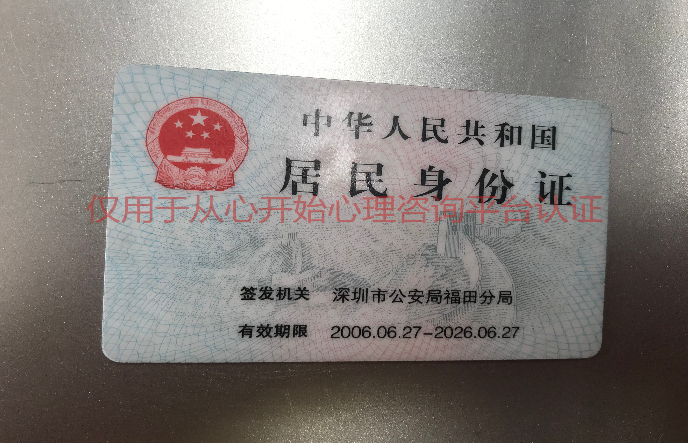 中华人民共和国
居民身份证
仅用于从心开始心理咨询平台认证
签发机关 深圳市公安局福田分局
有效期限 2006.06.27-2026.06.27